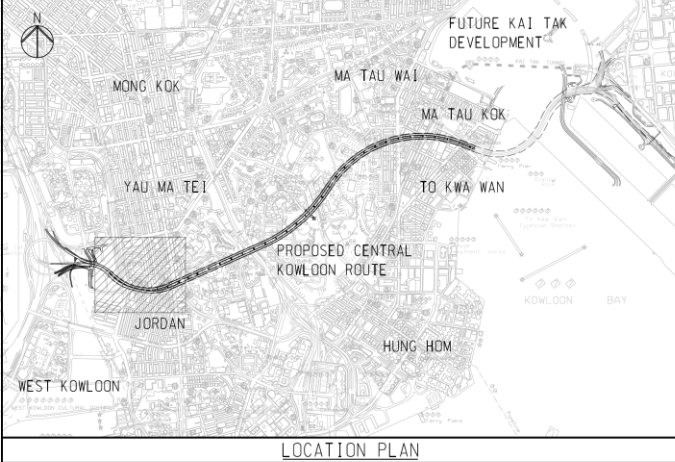 N
FUTURE KAI TAK
DEVELOPMENT
MONG KOK
MA TAU WAI
MA TAU KOK
YAU MA TEI
TO KWA WAN
PROPOSED CENTRAL
KOWLOON ROUTE
KOWLOON BAY
JORDAN
HUNG HOM
WEST KOWLOON
LOCATION PLAN